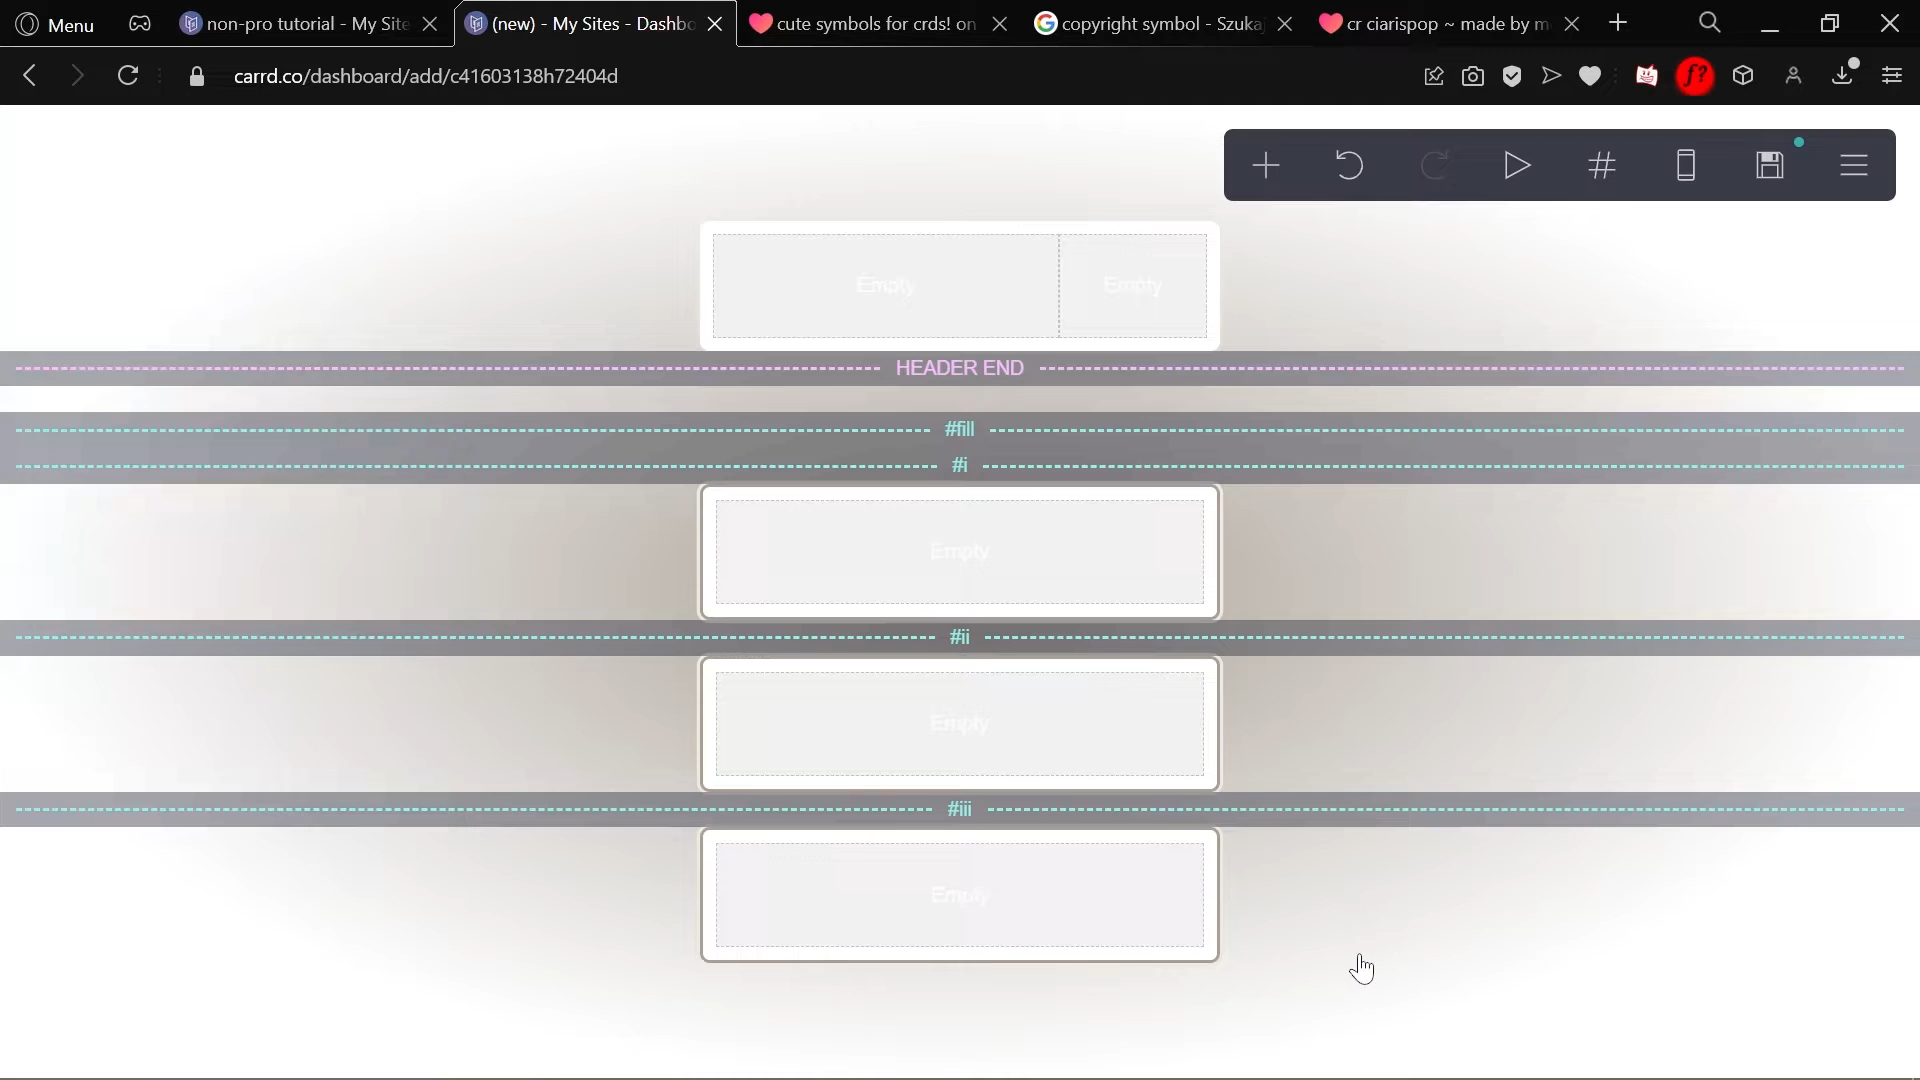 Menu
non-pro tutorial - My Site
(new) - My Sites - Dashbo
cute symbols for crds! on
copyright symbol - Szuka
cr ciarispop ~ made by m
carrd.co/dashboard/add/c41603138h72404d
f?
Empty
Empty
HEADER END
#fill
#i
Empty
#ii
Empty
#iii
Empty